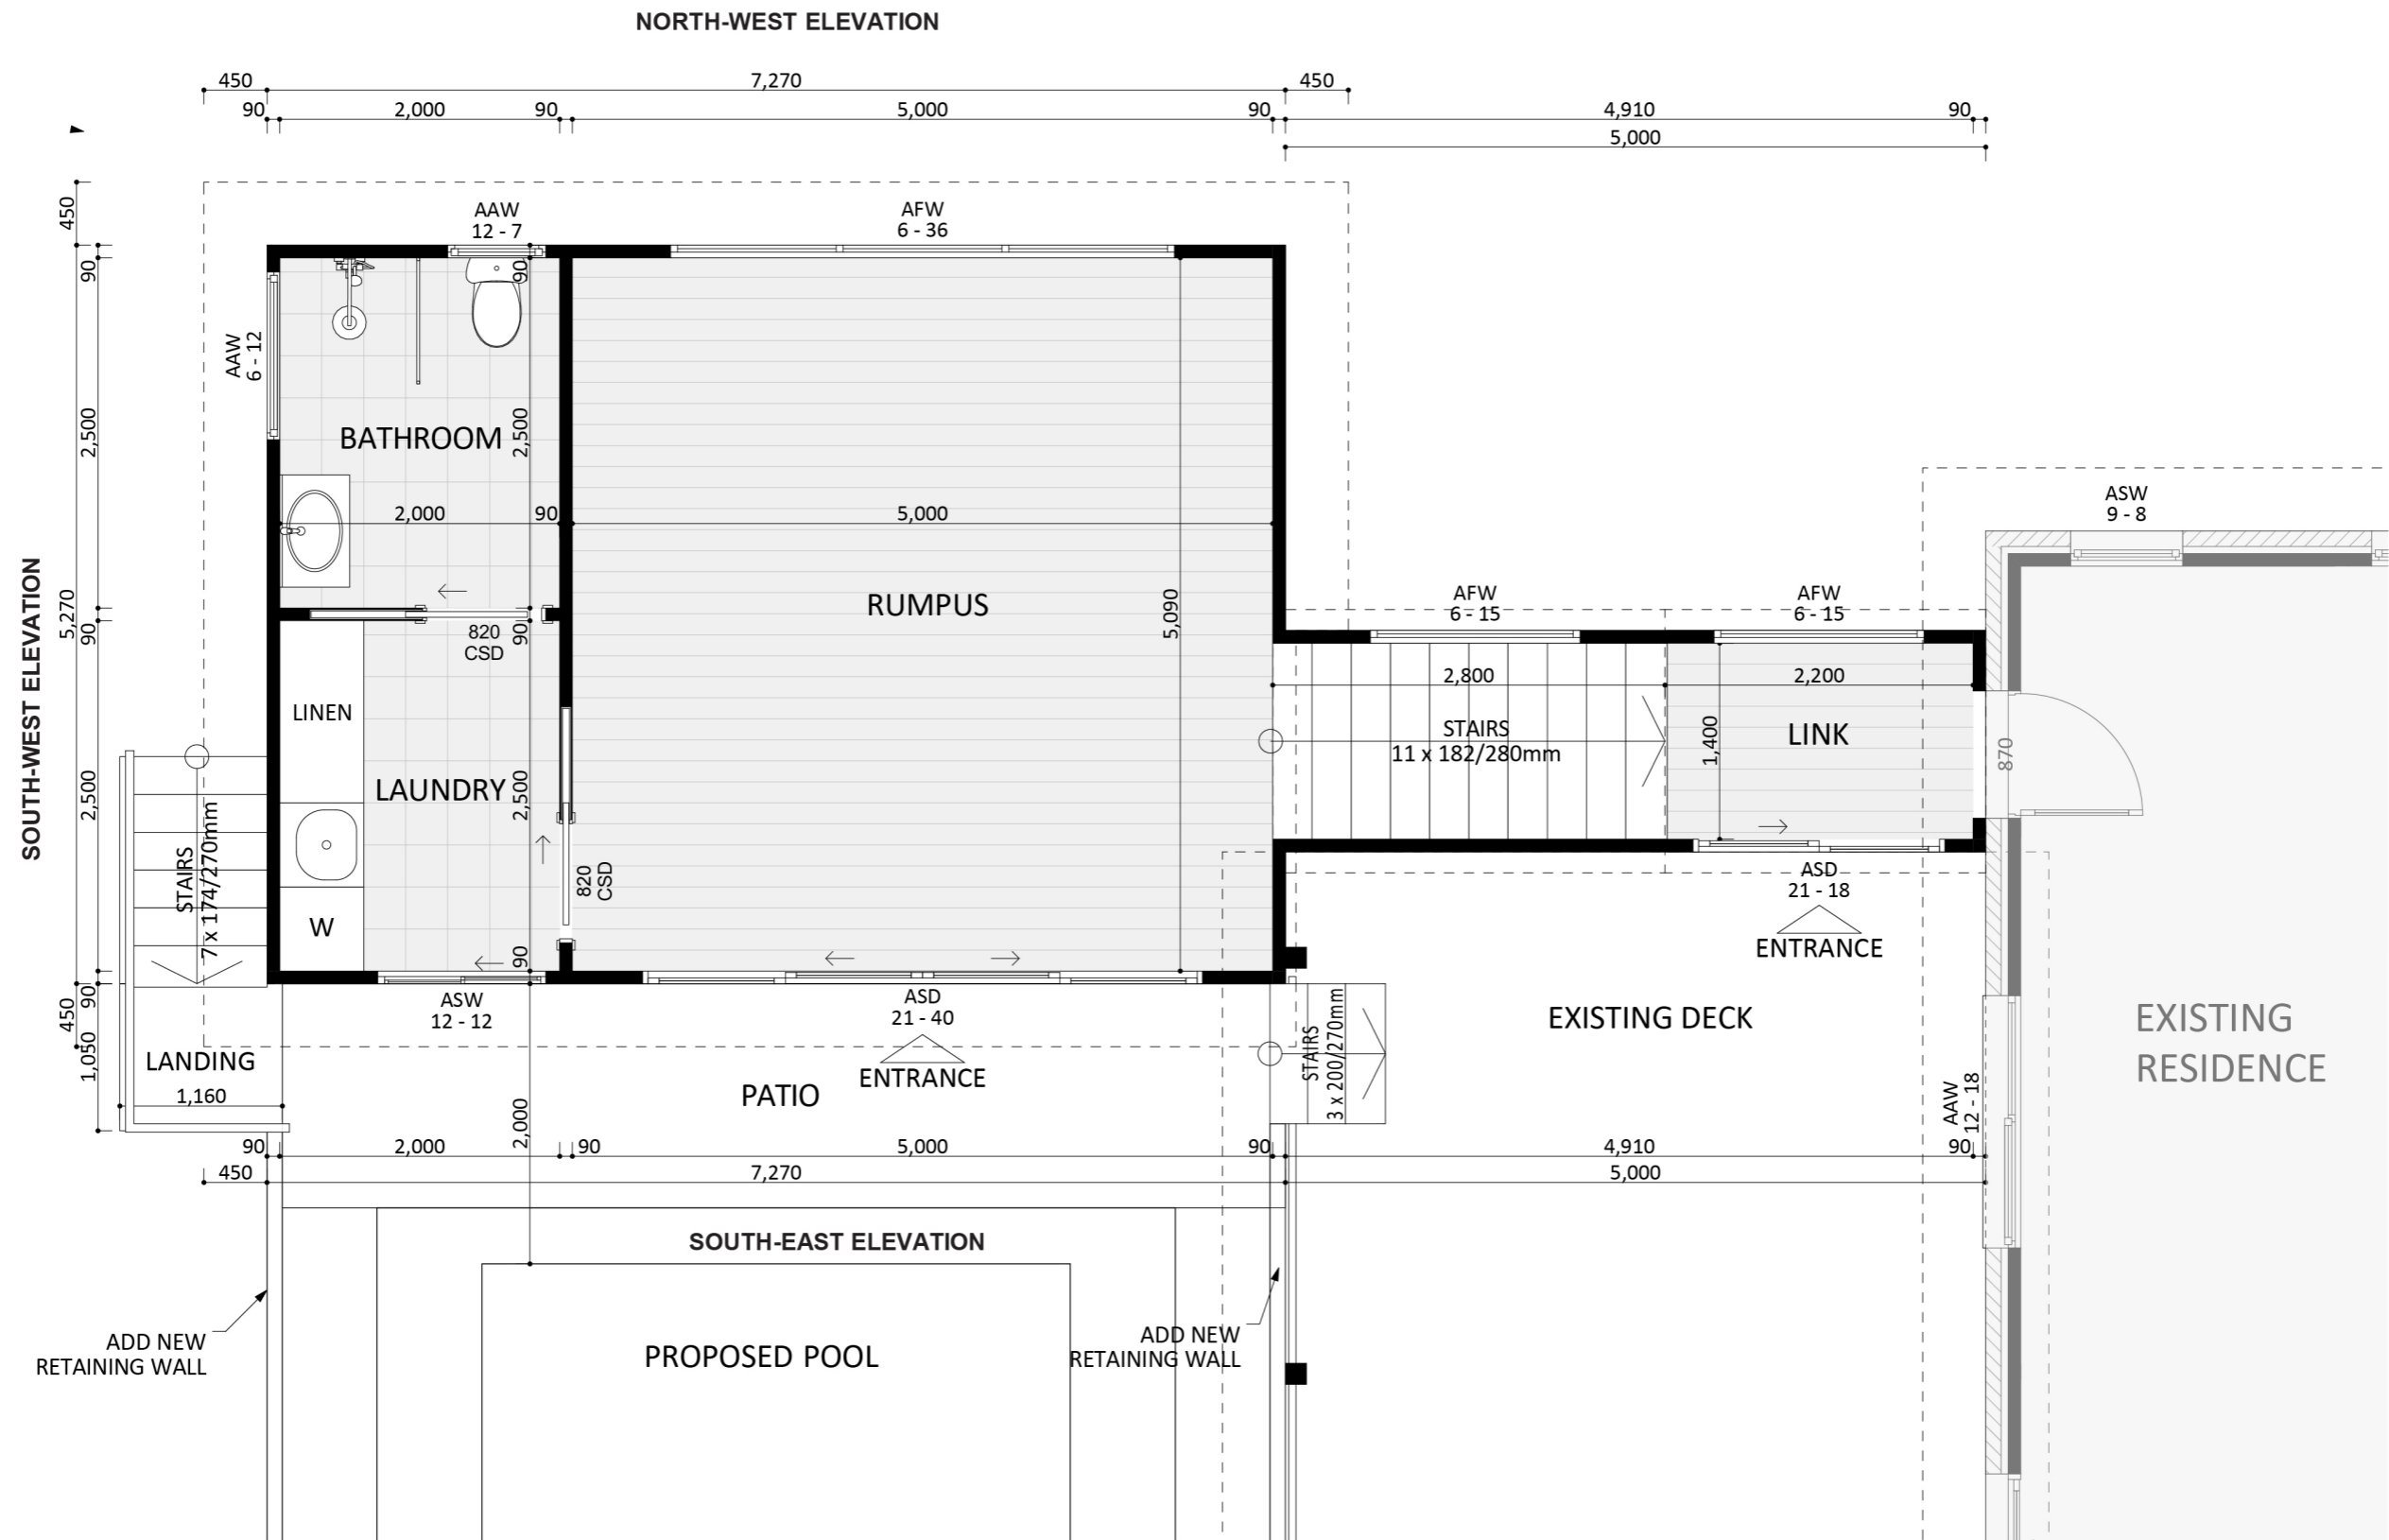 NORTH-WEST ELEVATION
450
7,270
450
90
2,000
90
5,000
90
4,910
90
5,000
450
AAW
12 - 7
AFW
6 - 36
90
90
AAW
6 - 12
2,500
BATHROOM
2,500
ASW
9 - 8
2,000
90
5,000
SOUTH-WEST ELEVATION
5,270
90
90
820
CSD
RUMPUS
5,090
AFW
6 - 15
AFW
6 - 15
2,800
2,200
LINEN
STAIRS
11 x 182/280mm
1,400
LINK
870
2,500
LAUNDRY
2,500
STAIRS
7 x 174/270mm
820
CSD
W
90
ASD
21 - 18
ENTRANCE
450
90
1,050
ASW
12 - 12
ASD
21 - 40
ENTRANCE
STAIRS
3 x 200/270mm
EXISTING DECK
EXISTING
RESIDENCE
LANDING
1,160
PATIO
2,000
AAW
12 - 18
90
2,000
90
5,000
90
4,910
90
450
7,270
5,000
SOUTH-EAST ELEVATION
ADD NEW
RETAINING WALL
PROPOSED POOL
ADD NEW
RETAINING WALL